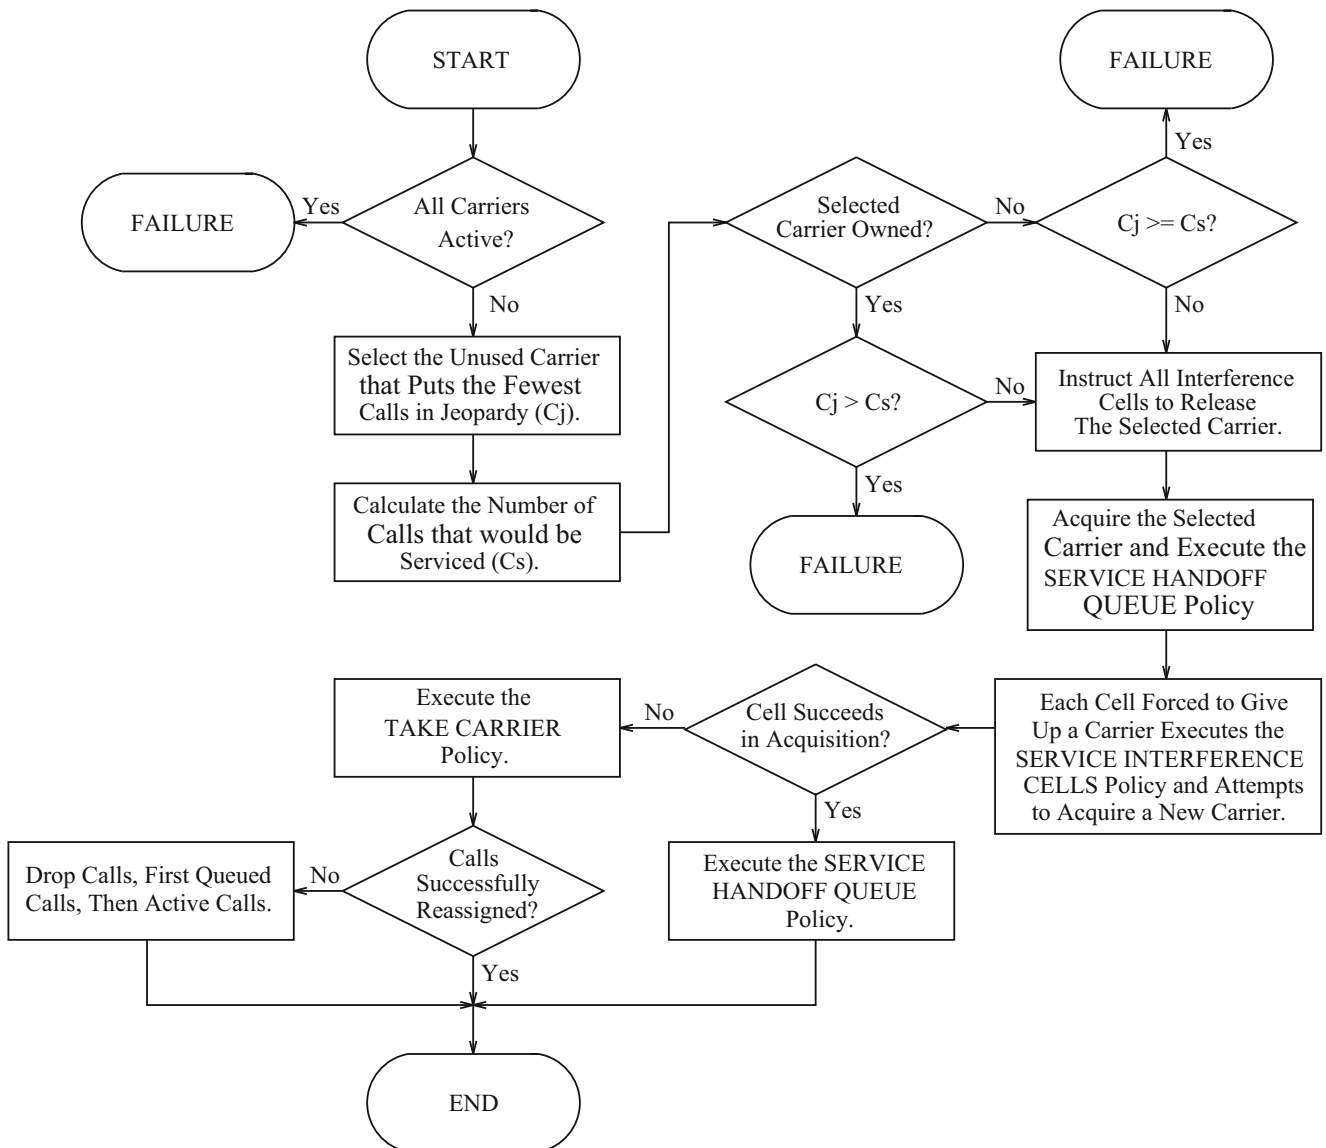 START
FAILURE
Yes
FAILURE
Yes
All Carriers
Active?
Selected
Carrier Owned?
No
Cj >= Cs?
No
Yes
No
Select the Unused Carrier
that Puts the Fewest
Calls in Jeopardy (Cj).
Cj > Cs?
No
Instruct All Interference
Cells to Release
The Selected Carrier.
Calculate the Number of
Calls that would be
Serviced (Cs).
Yes
FAILURE
Acquire the Selected
Carrier and Execute the
SERVICE HANDOFF
QUEUE Policy
Execute the
TAKE CARRIER
Policy.
No
Cell Succeeds
in Acquisition?
Each Cell Forced to Give
Up a Carrier Executes the
SERVICE INTERFERENCE
CELLS Policy and Attempts
to Acquire a New Carrier.
Yes
Drop Calls, First Queued
Calls, Then Active Calls.
No
Calls
Successfully
Reassigned?
Execute the SERVICE
HANDOFF QUEUE
Policy.
Yes
END